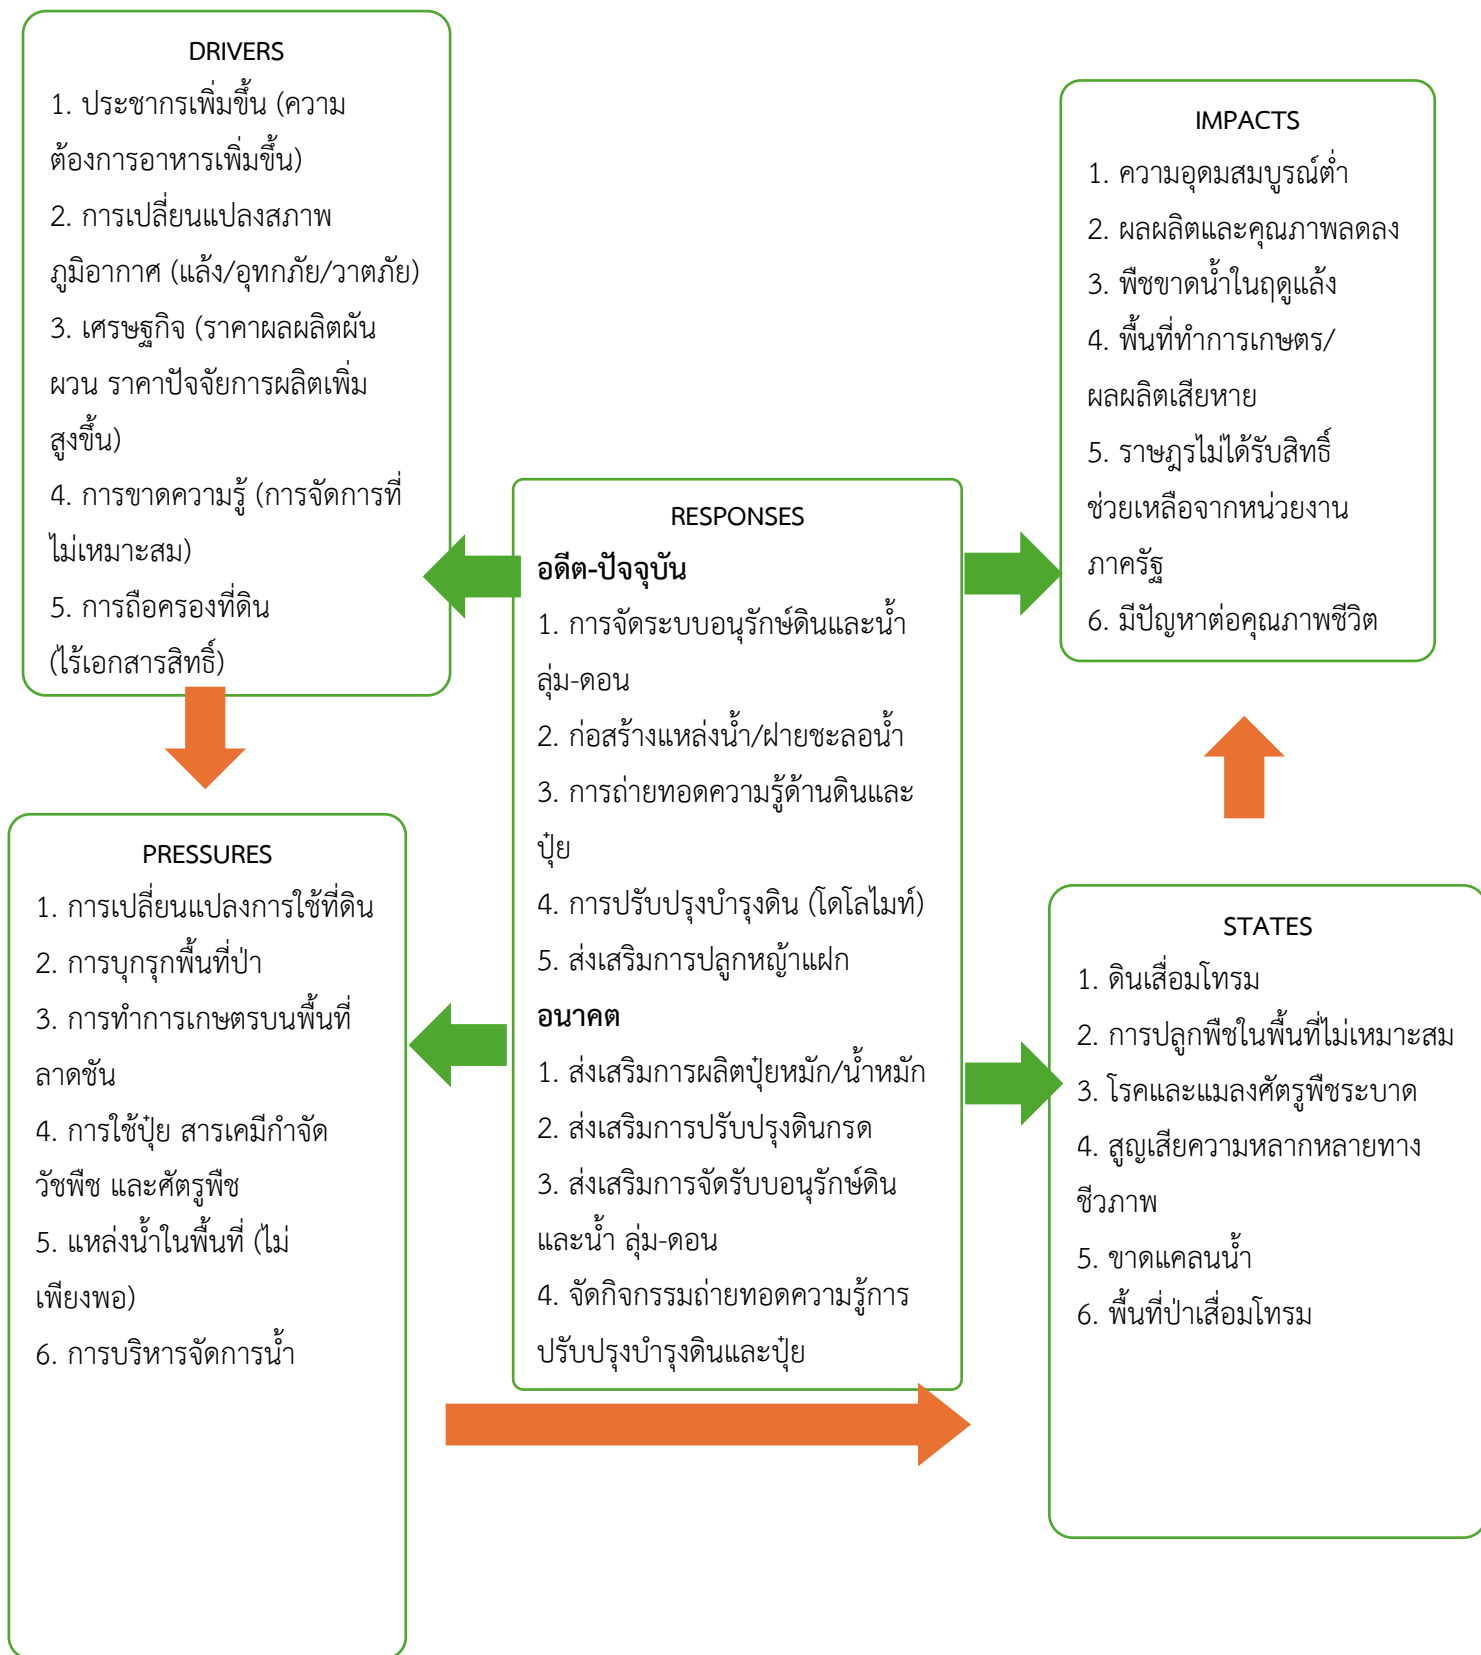 DRIVERS
1. ประชากรเพิ่มขึ้น (ความ
ต้องการอาหารเพิ่มขึ้น)
2. การเปลี่ยนแปลงสภาพ
ภูมิอากาศ (แล้ง/อุทกภัย/วาตภัย)
3. เศรษฐกิจ (ราคาผลผลิตผัน
ผวน ราคาปัจจัยการผลิตเพิ่ม
สูงขึ้น)
4. การขาดความรู้ (การจัดการที่
ไม่เหมาะสม)
5. การถือครองที่ดิน
(ไร้เอกสารสิทธิ์)
PRESSURES
1. การเปลี่ยนแปลงการใช้ที่ดิน
2. การบุกรุกพื้นที่ป่า
3. การทำการเกษตรบนพื้นที่
ลาดชัน
4. การใช้ปุ๋ย สารเคมีกำจัด
วัชพืช และศัตรูพืช
5. แหล่งน้ำในพื้นที่ (ไม่
เพียงพอ)
6. การบริหารจัดการน้ำ
RESPONSES
อดีต-ปัจจุบัน
1. การจัดระบบอนุรักษ์ดินและน้ำ
ลุ่ม-ดอน
2. ก่อสร้างแหล่งน้ำ/ฝายชะลอน้ำ
3. การถ่ายทอดความรู้ด้านดินและ
ปุ๋ย
4. การปรับปรุงบำรุงดิน (โดโลไมท์)
5. ส่งเสริมการปลูกหญ้าแฝก
อนาคต
1. ส่งเสริมการผลิตปุ๋ยหมัก/น้ำหมัก
2. ส่งเสริมการปรับปรุงดินกรด
3. ส่งเสริมการจัดรับบอนุรักษ์ดิน
และน้ำ ลุ่ม-ดอน
4. จัดกิจกรรมถ่ายทอดความรู้การ
ปรับปรุงบำรุงดินและปุ๋ย
IMPACTS
1. ความอุดมสมบูรณ์ต่ำ
2. ผลผลิตและคุณภาพลดลง
3. พืชขาดน้ำในฤดูแล้ง
4. พื้นที่ทำการเกษตร/
ผลผลิตเสียหาย
5. ราษฎรไม่ได้รับสิทธิ์
ช่วยเหลือจากหน่วยงาน
ภาครัฐ
6. มีปัญหาต่อคุณภาพชีวิต
STATES
1. ดินเสื่อมโทรม
2. การปลูกพืชในพื้นที่ไม่เหมาะสม
3. โรคและแมลงศัตรูพืชระบาด
4. สูญเสียความหลากหลายทาง
ชีวภาพ
5. ขาดแคลนน้ำ
6. พื้นที่ป่าเสื่อมโทรม